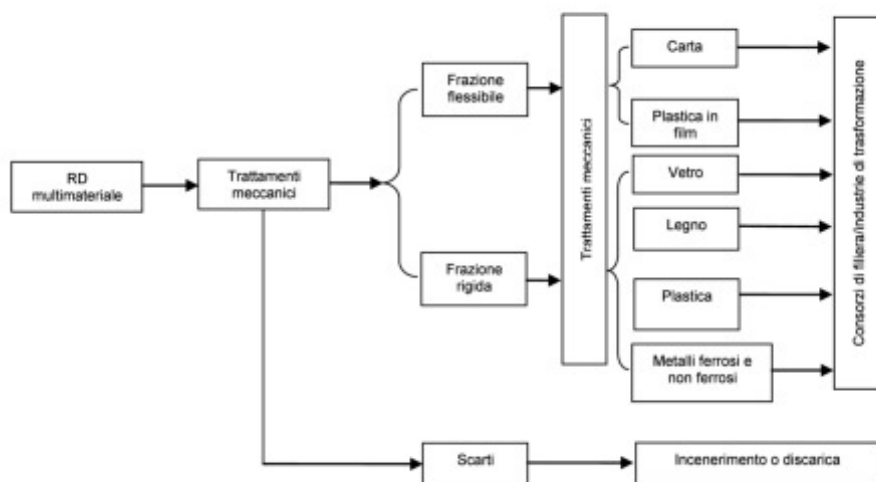 RD
multimateriale
Trattamenti
meccanici
Frazione
flessibile
Frazione
rigida
Trattamenti meccanici
Carta
Plastica in
film
Vetro
Legno
Plastica
Metalli ferrosi e
non ferrosi
Consorzi di filiera/industrie di trasformazione
Scarti
Incenerimento o discarica